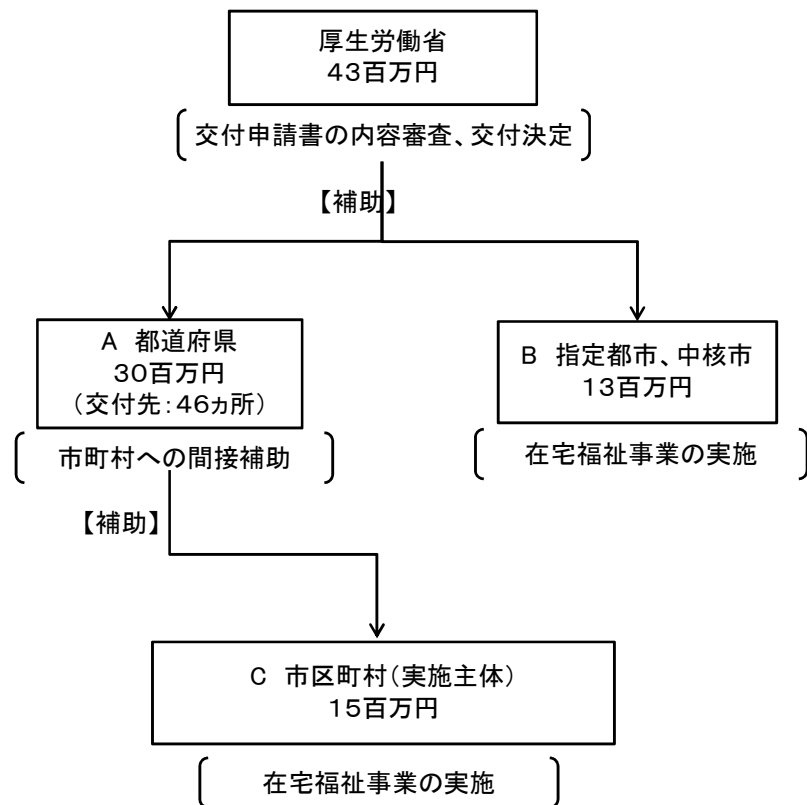 厚生労働省
43百万円
交付申請書の内容審査、交付決定
【補助】
A 都道府県
30百万円
（交付先：46ヵ所）
市町村への間接補助
B 指定都市、中核市
13百万円
在宅福祉事業の実施
【補助】
C 市区町村（実施主体）
15百万円
在宅福祉事業の実施